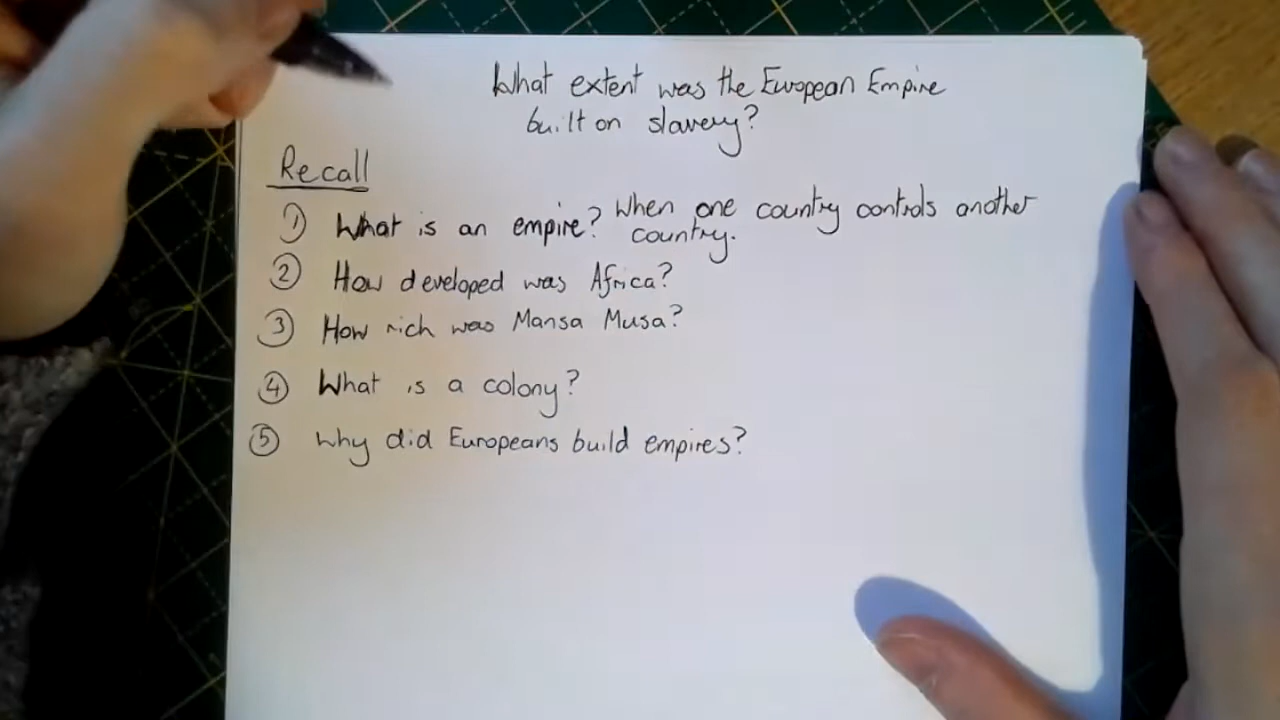 What extent was the European Empire
built on slavery?
Recall
① What is an empire? When one country controls another
country.
② How developed was Africa?
③ How rich was Mansa Musa?
④ What is a colony?
⑤ Why did Europeans build empires?